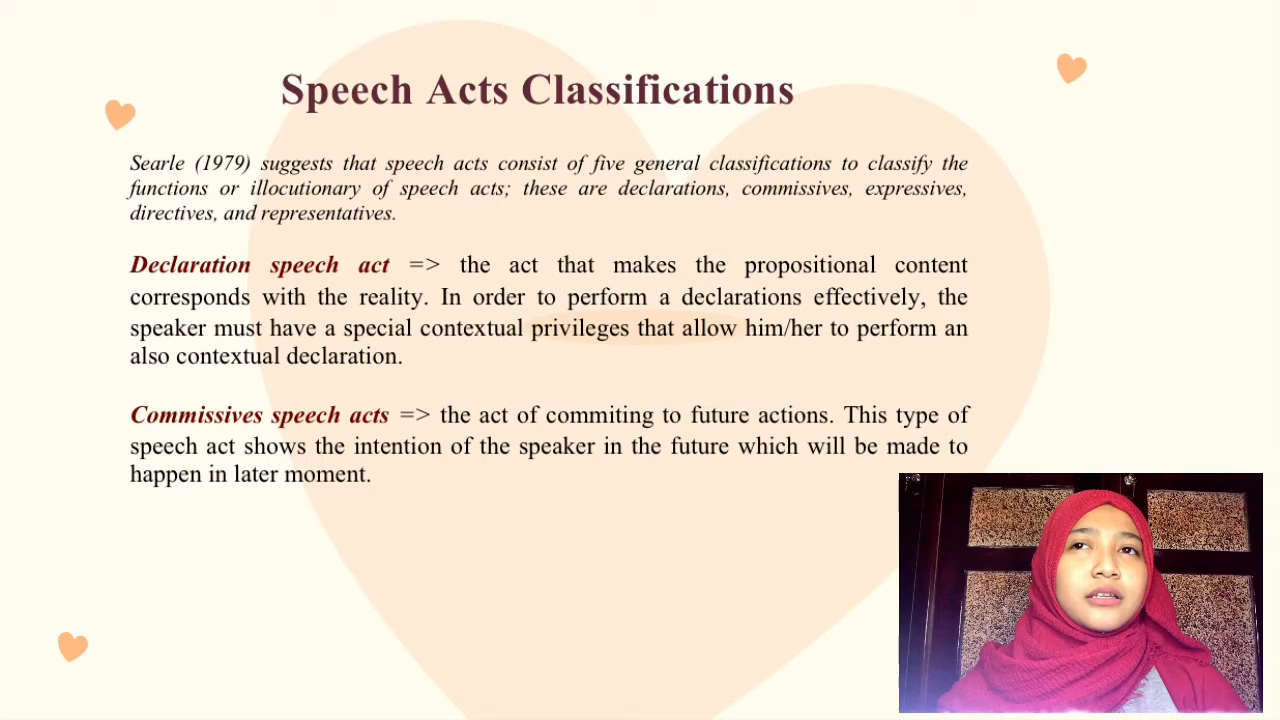 Speech Acts Classifications
Searle (1979) suggests that speech acts consist of five general classifications to classify the
functions or illocutionary of speech acts; these are declarations, commissives, expressives,
directives, and representatives.
Declaration speech act => the act that makes the propositional content
corresponds with the reality. In order to perform a declarations effectively, the
speaker must have a special contextual privileges that allow him/her to perform an
also contextual declaration.
Commissives speech acts => the act of commiting to future actions. This type of
speech act shows the intention of the speaker in the future which will be made to
happen in later moment.